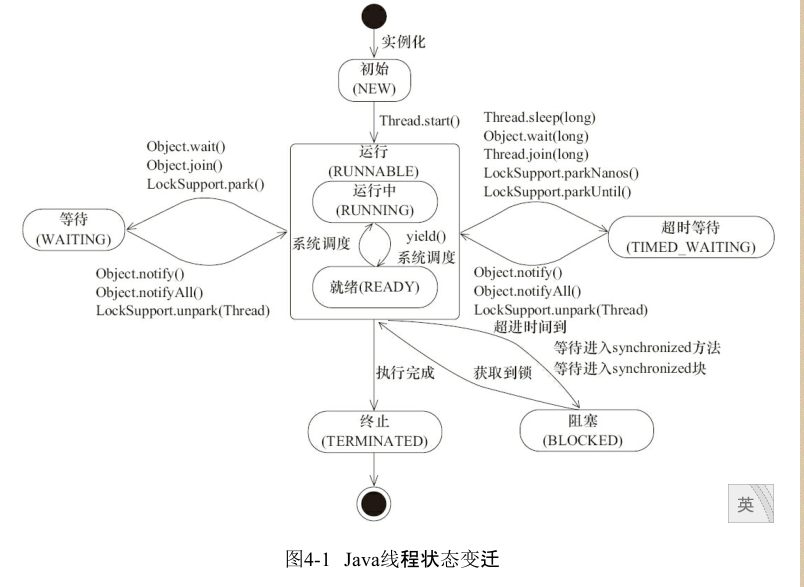 实例化
初始
(NEW)
Thread.start()
Object.wait()
Object.join()
LockSupport.park()
Thread.sleep(long)
Object.wait(long)
Thread.join(long)
LockSupport.parkNanos()
LockSupport.parkUntil()
运行
(RUNNABLE)
运行中
(RUNNING)
系统调度
yield()
系统调度
就绪(READY)
等待
(WAITING)
超时等待
(TIMED_WAITING)
Object.notify()
Object.notifyAll()
LockSupport.unpark(Thread)
Object.notify()
Object.notifyAll()
LockSupport.unpark(Thread)
超进时间到
等待进入synchronized方法
等待进入synchronized块
获取到锁
执行完成
终止
(TERMINATED)
阻塞
(BLOCKED)
英
图4-1 Java线程状态变迁